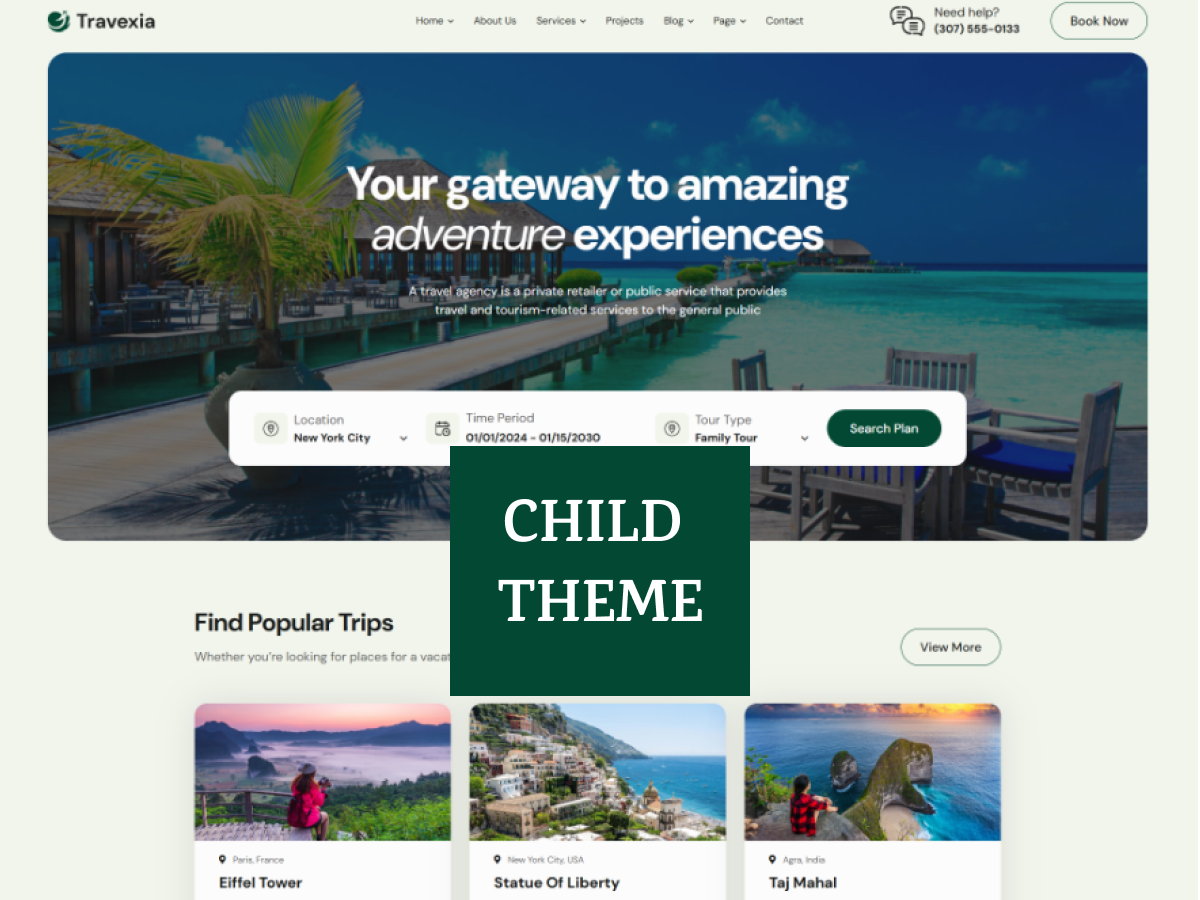 Travexia
Home
About Us
Services
Projects
Blog
Page
Contact
Need help?
(307) 555-0133
Book Now
Your gateway to amazing
adventure experiences
A travel agency is a private retailer or public service that provides
travel and tourism-related services to the general public
Location
New York City
Time Period
01/01/2024 - 01/15/2030
Tour Type
Family Tour
Search Plan
CHILD
THEME
Find Popular Trips
Whether you're looking for places for a
View More
Paris, France
Eiffel Tower
New York City, USA
Statue Of Liberty
Agra, India
Taj Mahal